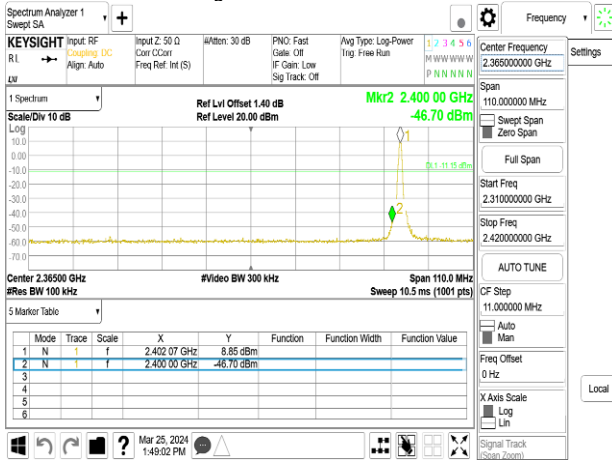 Spectrum Analyzer 1
Swept SA
Frequency
KEYSIGHT
RL
Input: RF
Coupling: DC
Align: Auto
Input Z: 50 Ω
Corr CCorr
Freq Ref: Int (S)
#Atten: 30 dB
PNO: Fast
Gate: Off
IF Gain: Low
Sig Track: Off
Avg Type: Log-Power
Trig: Free Run
1 2 3 4 5 6
M W W W W W
P N N N N N
1 Spectrum
Scale/Div 10 dB
Ref Lvl Offset 1.40 dB
Ref Level 20.00 dBm
Mkr2 2.400 00 GHz
-46.70 dBm
Log
10.0
0.00
-10.0
-20.0
-30.0
-40.0
-50.0
-60.0
-70.0
1
DL1 -11.15 dBm
2
Center 2.36500 GHz
#Res BW 100 kHz
#Video BW 300 kHz
Span 110.0 MHz
Sweep 10.5 ms (1001 pts)
5 Marker Table
Mode Trace Scale X Y Function Function Width Function Value
1 N 1 f 2.402 07 GHz 8.85 dBm
2 N 1 f 2.400 00 GHz -46.70 dBm
3
4
5
6
Mar 25, 2024
1:49:02 PM
Center Frequency
2.365000000 GHz
Settings
Span
110.000000 MHz
Swept Span
Zero Span
Full Span
Start Freq
2.310000000 GHz
Stop Freq
2.420000000 GHz
AUTO TUNE
CF Step
11.000000 MHz
Auto
Man
Freq Offset
0 Hz
Local
X Axis Scale
Log
Lin
Signal Track
(Span Zoom)